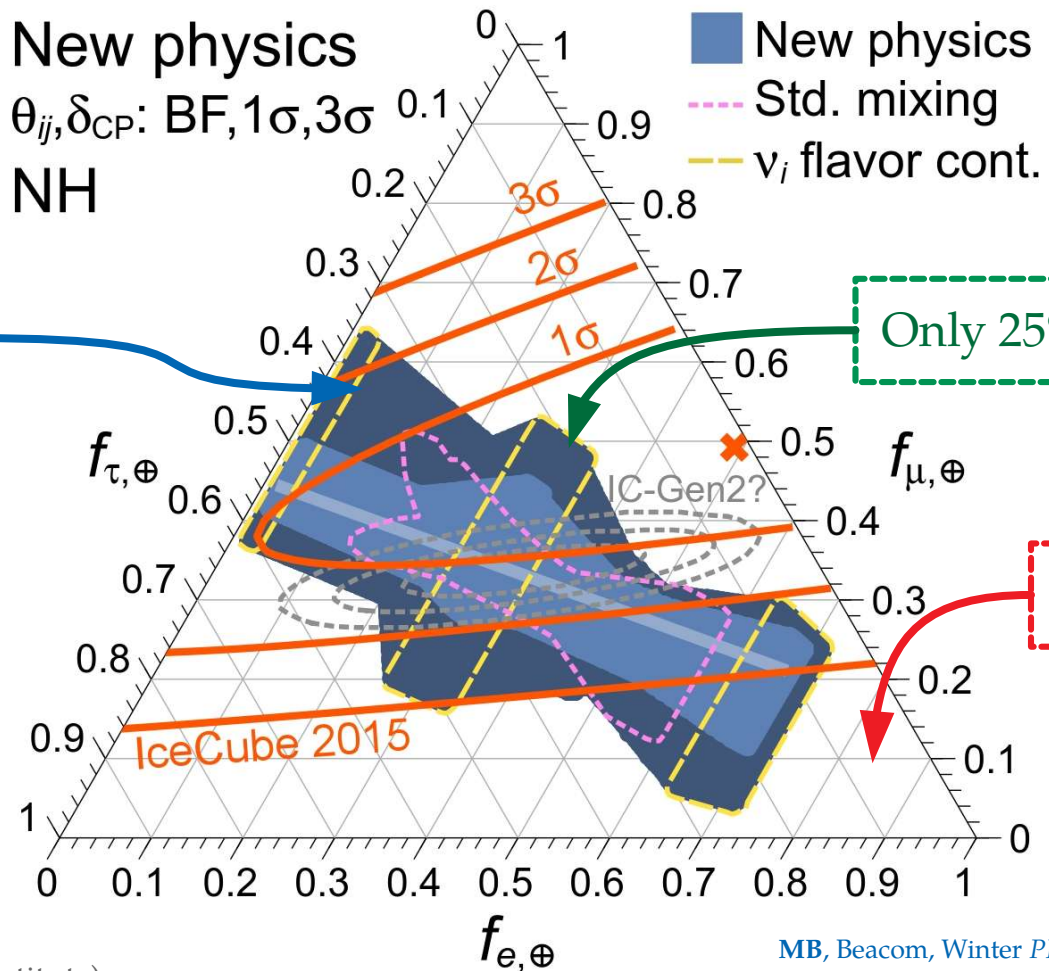 New physics
θij,δCP: BF,1σ,3σ
NH
New physics
Std. mixing
νi flavor cont.
0
0.1
0.2
0.3
0.4
0.5
0.6
0.7
0.8
0.9
1
fτ,⊕
1
0.9
0.8
0.7
0.6
0.5
0.4
0.3
0.2
0.1
0
fμ,⊕
3σ
2σ
1σ
Only 25
IC-Gen2?
IceCube 2015
0 0.1 0.2 0.3 0.4 0.5 0.6 0.7 0.8 0.9 1
fe,⊕
MB, Beacom, Winter